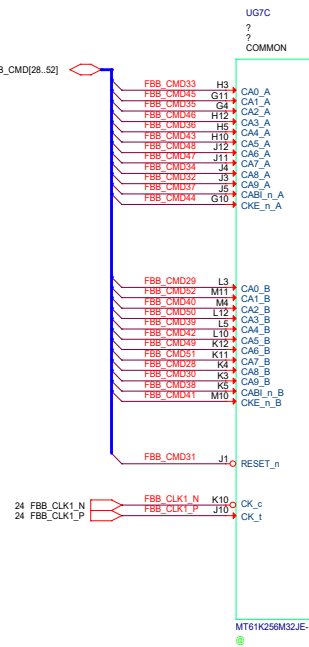 UG7C
?
?
COMMON
B_CMD[28..52]
FBB_CMD33 H3 CA0_A
FBB_CMD45 G11 CA1_A
FBB_CMD35 G4 CA2_A
FBB_CMD46 H12 CA3_A
FBB_CMD36 H5 CA4_A
FBB_CMD43 H10 CA5_A
FBB_CMD48 J12 CA6_A
FBB_CMD47 J11 CA7_A
FBB_CMD34 J4 CA8_A
FBB_CMD32 J3 CA9_A
FBB_CMD37 J5 CABI_n_A
FBB_CMD44 G10 CKE_n_A
FBB_CMD29 L3 CA0_B
FBB_CMD52 M11 CA1_B
FBB_CMD40 M4 CA2_B
FBB_CMD50 L12 CA3_B
FBB_CMD39 L5 CA4_B
FBB_CMD42 L10 CA5_B
FBB_CMD49 K12 CA6_B
FBB_CMD51 K11 CA7_B
FBB_CMD28 K4 CA8_B
FBB_CMD30 K3 CA9_B
FBB_CMD38 K5 CABI_n_B
FBB_CMD41 M10 CKE_n_B
FBB_CMD31 J1 RESET_n
24 FBB_CLK1_N FBB_CLK1_N K10 CK_c
24 FBB_CLK1_P FBB_CLK1_P J10 CK_t
MT61K256M32JE-
@